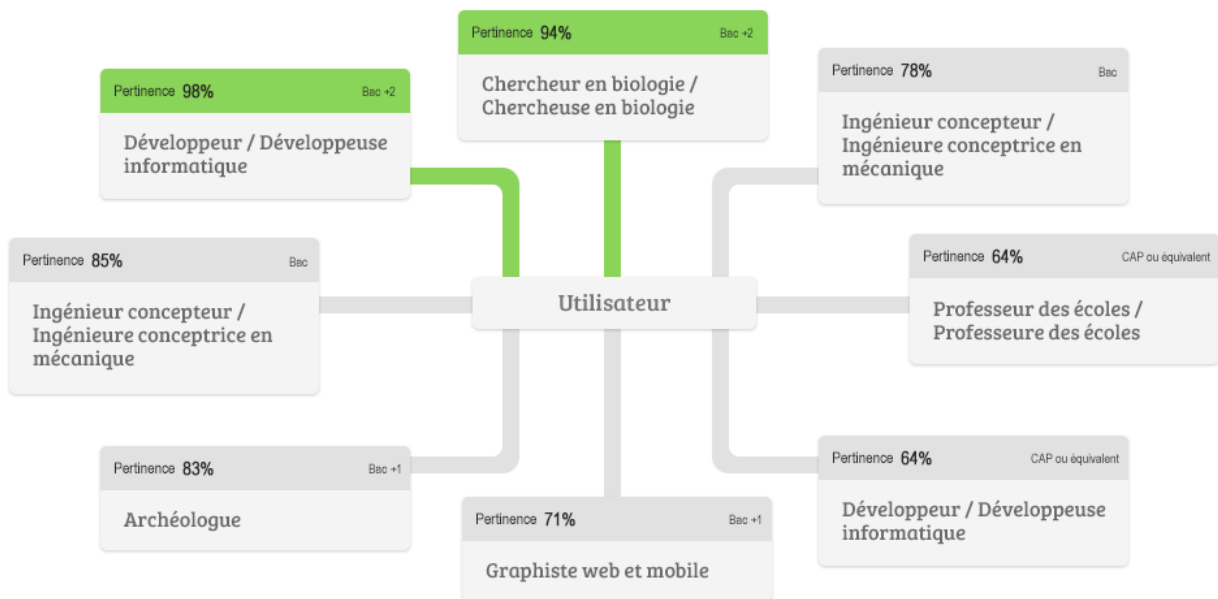 Pertinence 94% Bac +2
Chercheur en biologie /
Chercheuse en biologie
Pertinence 98% Bac +2
Développeur / Développeuse
informatique
Pertinence 78% Bac
Ingénieur concepteur /
Ingénieure conceptrice en
mécanique
Pertinence 85% Bac
Ingénieur concepteur /
Ingénieure conceptrice en
mécanique
Utilisateur
Pertinence 64% CAP ou équivalent
Professeur des écoles /
Professeure des écoles
Pertinence 83% Bac +1
Archéologue
Pertinence 71% Bac +1
Graphiste web et mobile
Pertinence 64% CAP ou équivalent
Développeur / Développeuse
informatique